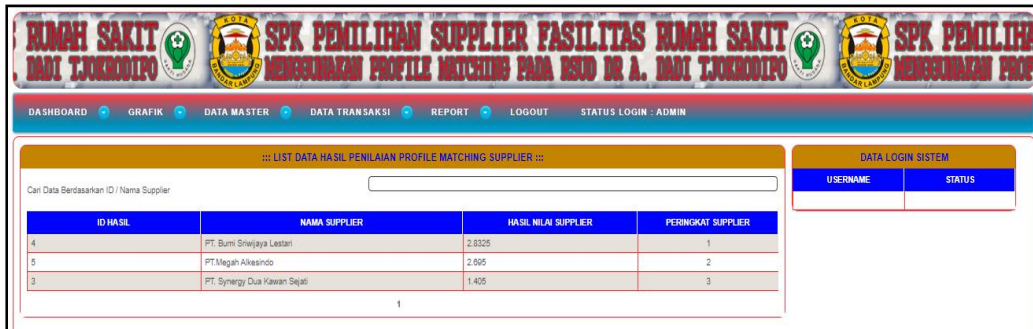 RUMAH SAKIT SPK PEMILIHAN SUPPLIER FASILITAS RUMAH SAKIT SPK PEMILIHA
DADI TJOKRODIPO MENGGUNAKAN PROFILE MATCHING PADA RSUD DR A. DADI TJOKRODIPO MENGGUNAKAN PROF
KOTA
BANDAR LAMPUNG
KOTA
BANDAR LAMPUNG
DASHBOARD GRAFIK DATA MASTER DATA TRANSAKSI REPORT LOGOUT STATUS LOGIN : ADMIN
::: LIST DATA HASIL PENILAIAN PROFILE MATCHING SUPPLIER :::
Cari Data Berdasarkan ID / Nama Supplier
ID HASIL NAMA SUPPLIER HASIL NILAI SUPPLIER PERINGKAT SUPPLIER
4 PT. Bumi Sriwijaya Lestari 2.8325 1
5 PT.Megah Alkesindo 2.695 2
3 PT. Synergy Dua Kawan Sejati 1.405 3
1
DATA LOGIN SISTEM
USERNAME STATUS